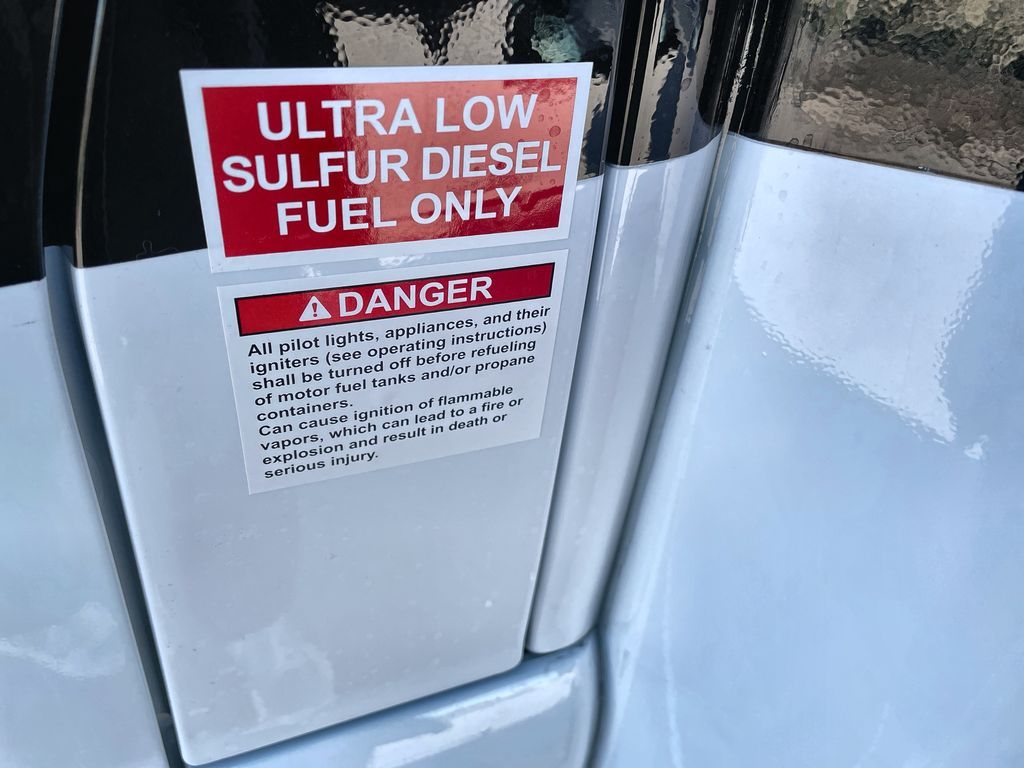 ULTRA LOW
SULFUR DIESEL
FUEL ONLY
DANGER
All pilot lights, appliances, and their
igniters (see operating instructions)
shall be turned off before refueling
of motor fuel tanks and/or propane
containers.
Can cause ignition of flammable
vapors, which can lead to a fire or
explosion and result in death or
serious injury.